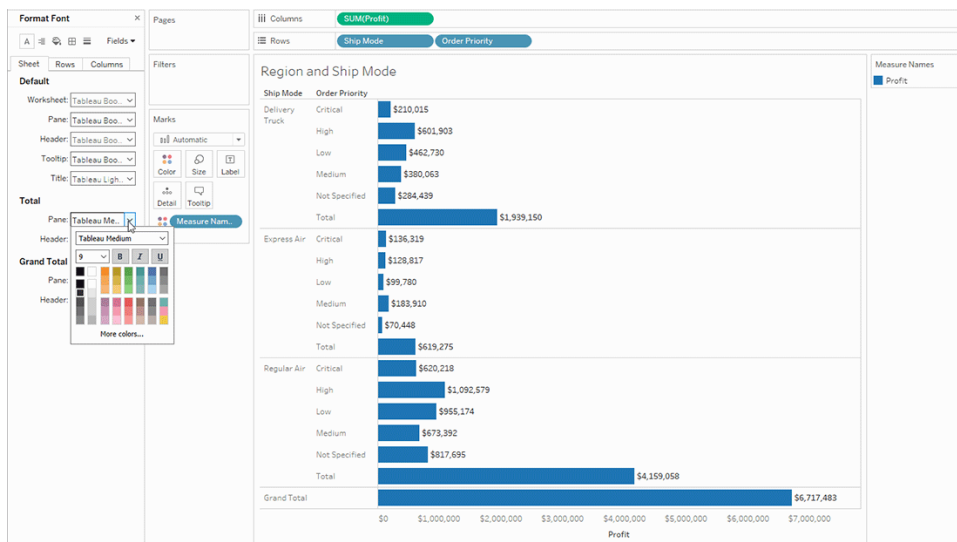 Format Font ×
A Fields
Sheet Rows Columns
Default
Worksheet: Tableau Boo...
Pane: Tableau Boo...
Header: Tableau Boo...
Tooltip: Tableau Boo...
Title: Tableau Ligh...
Total
Pane: Tableau Me...
Header:
Tableau Medium
9 B I U
Grand Total
Pane:
Header:
More colors...
Pages
Filters
Marks
Automatic
Color Size Label
T
Detail Tooltip
Measure Nam..
Columns SUM(Profit)
Rows Ship Mode Order Priority
Region and Ship Mode
Ship Mode Order Priority
Delivery Truck Critical $210,015
High $601,903
Low $462,730
Medium $380,063
Not Specified $284,439
Total $1,939,150
Express Air Critical $136,319
High $128,817
Low $99,780
Medium $183,910
Not Specified $70,448
Total $619,275
Regular Air Critical $620,218
High $1,092,579
Low $955,174
Medium $673,392
Not Specified $817,695
Total $4,159,058
Grand Total $6,717,483
$0 $1,000,000 $2,000,000 $3,000,000 $4,000,000 $5,000,000 $6,000,000 $7,000,000
Profit
Measure Names
Profit